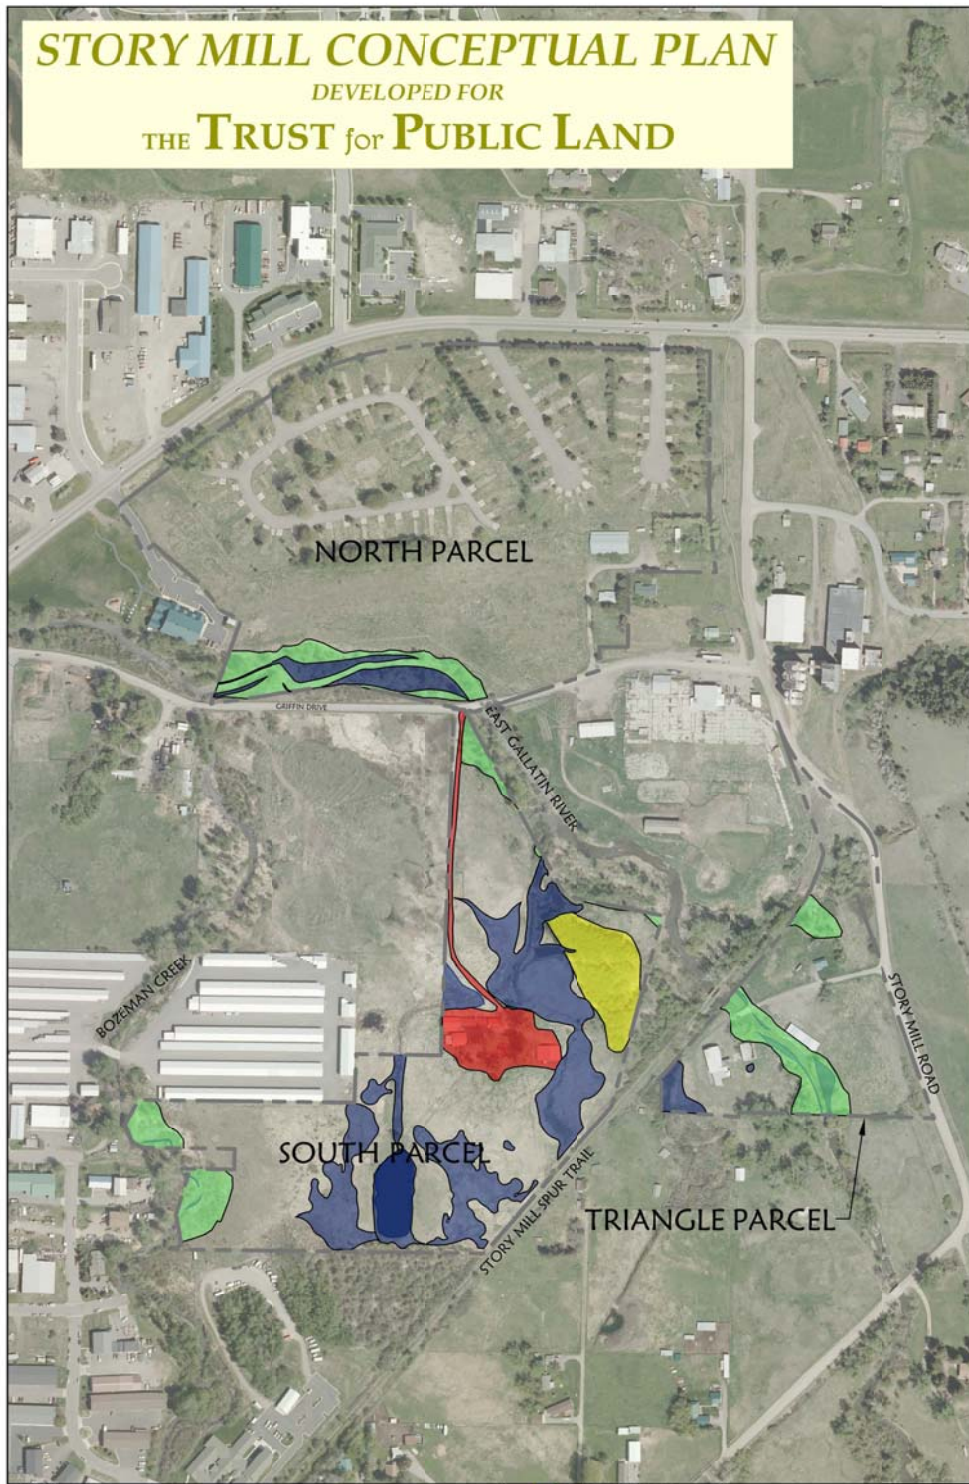 STORY MILL CONCEPTUAL PLAN
DEVELOPED FOR
THE TRUST for PUBLIC LAND
NORTH PARCEL
GRIFFIN DRIVE
EAST GALLATIN RIVER
BOZEMAN CREEK
STORY MILL ROAD
SOUTH PARCEL
STORY MILL SPUR TRAIL
TRIANGLE PARCEL